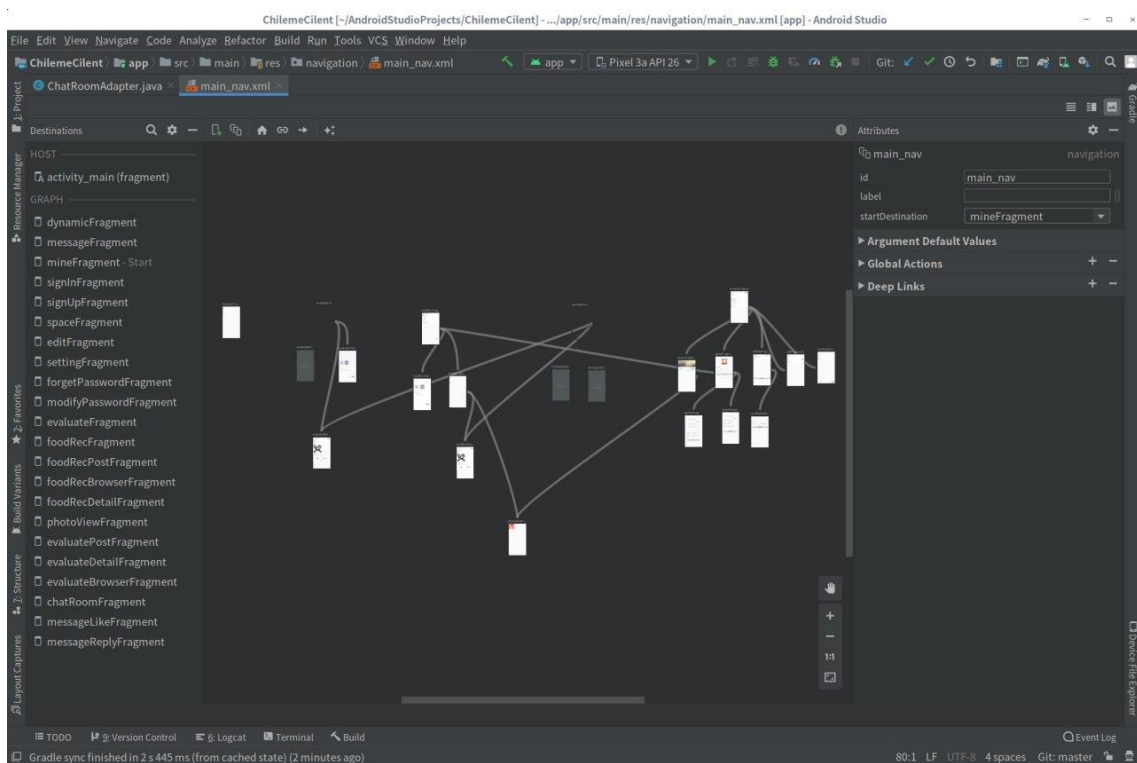 ChilemeCilent [~/AndroidStudioProjects/ChilemeCilent] - .../app/src/main/res/navigation/main_nav.xml [app] - Android Studio
File Edit View Navigate Code Analyze Refactor Build Run Tools VCS Window Help
ChilemeCilent app src main res navigation main_nav.xml app Pixel 3a API 26 Git:
ChatRoomAdapter.java main_nav.xml
1: Project
Resource Manager
2: Favorites
Build Variants
7: Structure
Layout Captures
Destinations
HOST
activity_main (fragment)
GRAPH
dynamicFragment
messageFragment
mineFragment - Start
signInFragment
signUpFragment
spaceFragment
editFragment
settingFragment
forgetPasswordFragment
modifyPasswordFragment
evaluateFragment
foodRecFragment
foodRecPostFragment
foodRecBrowserFragment
foodRecDetailFragment
photoViewFragment
evaluatePostFragment
evaluateDetailFragment
evaluateBrowserFragment
chatRoomFragment
messageLikeFragment
messageReplyFragment
1:1
Attributes
main_nav navigation
id main_nav
label
startDestination mineFragment
Argument Default Values
Global Actions
Deep Links
Gradle
Device File Explorer
TODO 9: Version Control 6: Logcat Terminal Build Event Log
Gradle sync finished in 2 s 445 ms (from cached state) (2 minutes ago) 80:1 LF UTF-8 4 spaces Git: master